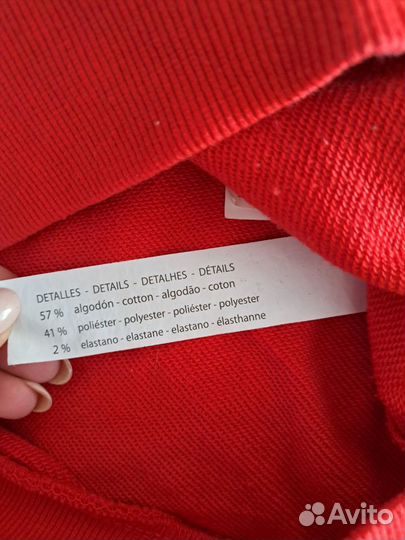 DETALLES - DETAILS - DETALHES - DÉTAILS
57 % algodón - cotton - algodão - coton
41 % poliéster - polyester - poliéster - polyester
2 % elastano - elastane - elastano - élasthanne
Avito